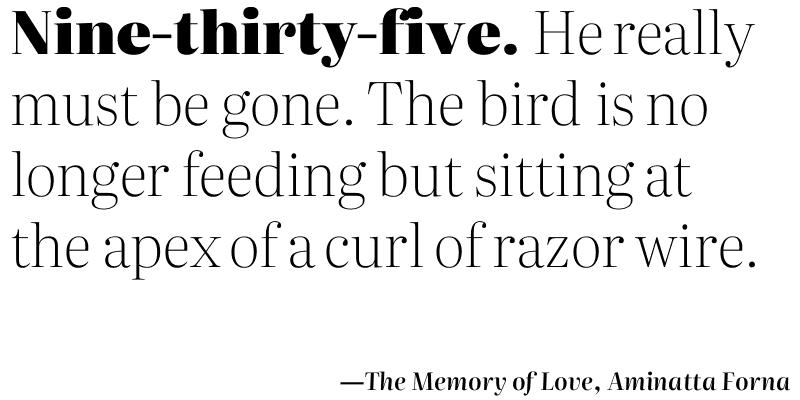 Nine-thirty-five. He really
must be gone. The bird is no
longer feeding but sitting at
the apex of a curl of razor wire.
—The Memory of Love, Aminatta Forna